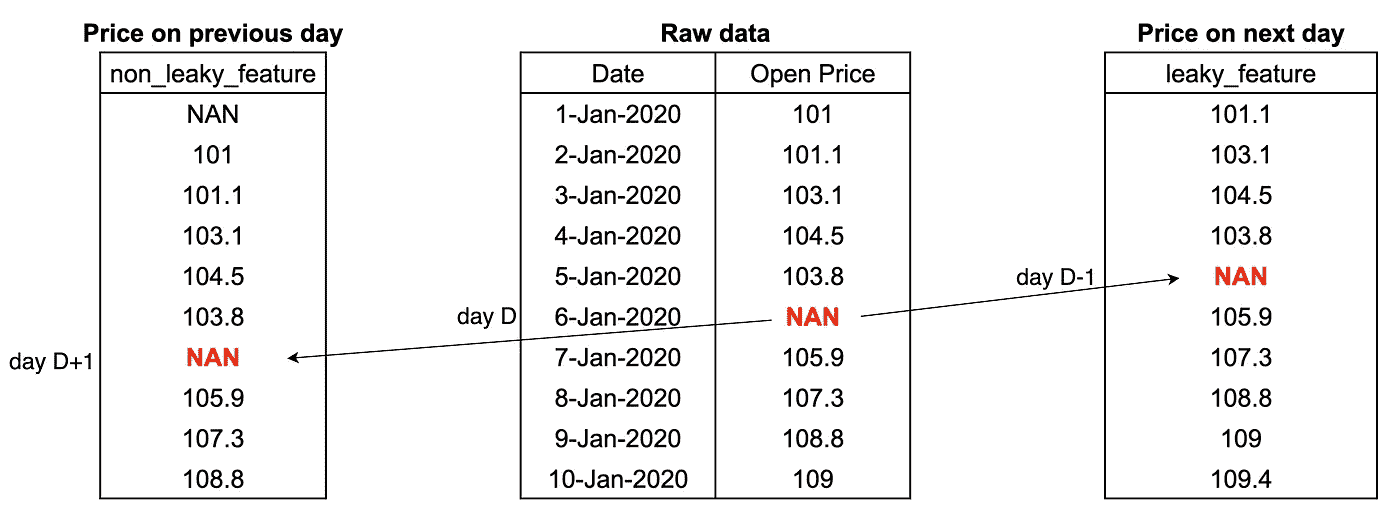 Price on previous day Raw data Price on next day
non_leaky_feature Date Open Price leaky_feature
NAN 1-Jan-2020 101 101.1
101 2-Jan-2020 101.1 103.1
101.1 3-Jan-2020 103.1 104.5
103.1 4-Jan-2020 104.5 103.8
104.5 5-Jan-2020 103.8 day D-1 NAN
103.8 day D 6-Jan-2020 NAN 105.9
day D+1 NAN 7-Jan-2020 105.9 107.3
105.9 8-Jan-2020 107.3 108.8
107.3 9-Jan-2020 108.8 109
108.8 10-Jan-2020 109 109.4